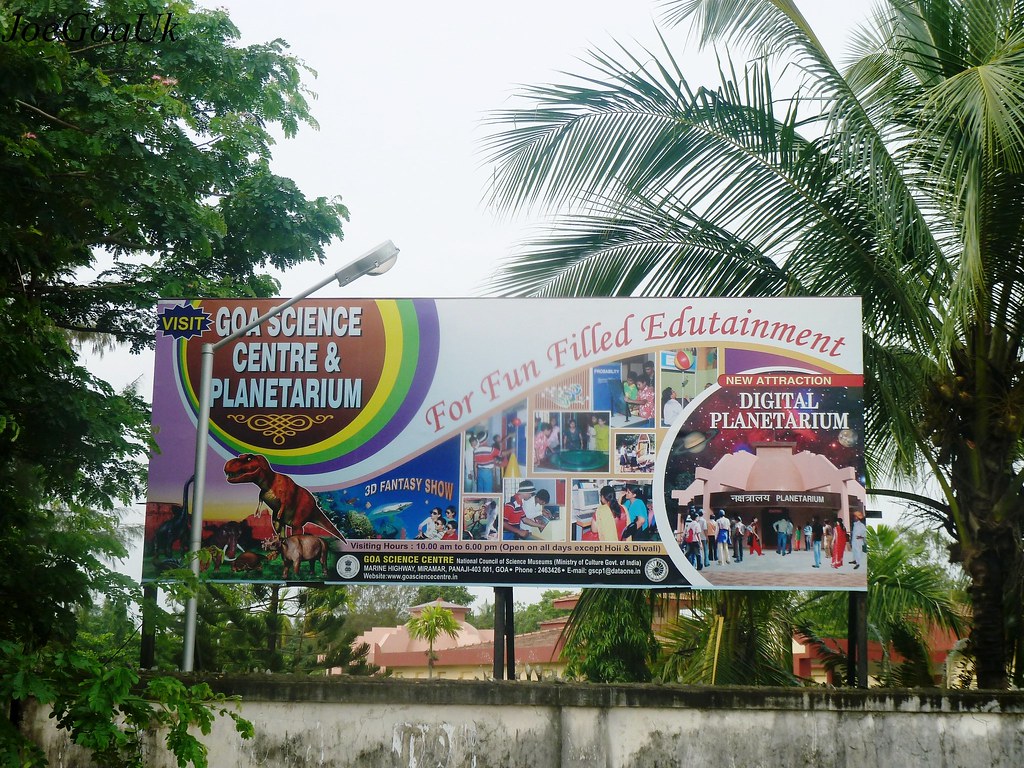 JoeGoaUk
VISIT
GOA SCIENCE
CENTRE &
PLANETARIUM
For Fun Filled Edutainment
NEW ATTRACTION
DIGITAL
PLANETARIUM
PROBABILITY
3D FANTASY SHOW
नक्षत्रालय PLANETARIUM
Visiting Hours : 10.00 am to 6.00 pm (Open on all days except Holi & Diwali)
GOA SCIENCE CENTRE National Council of Science Museums (Ministry of Culture Govt. of India)
MARINE HIGHWAY, MIRAMAR, PANAJI-403 001, GOA • Phone : 2463426 • E-mail: gscp1@dataone.in
Website:www.goasciencecentre.in